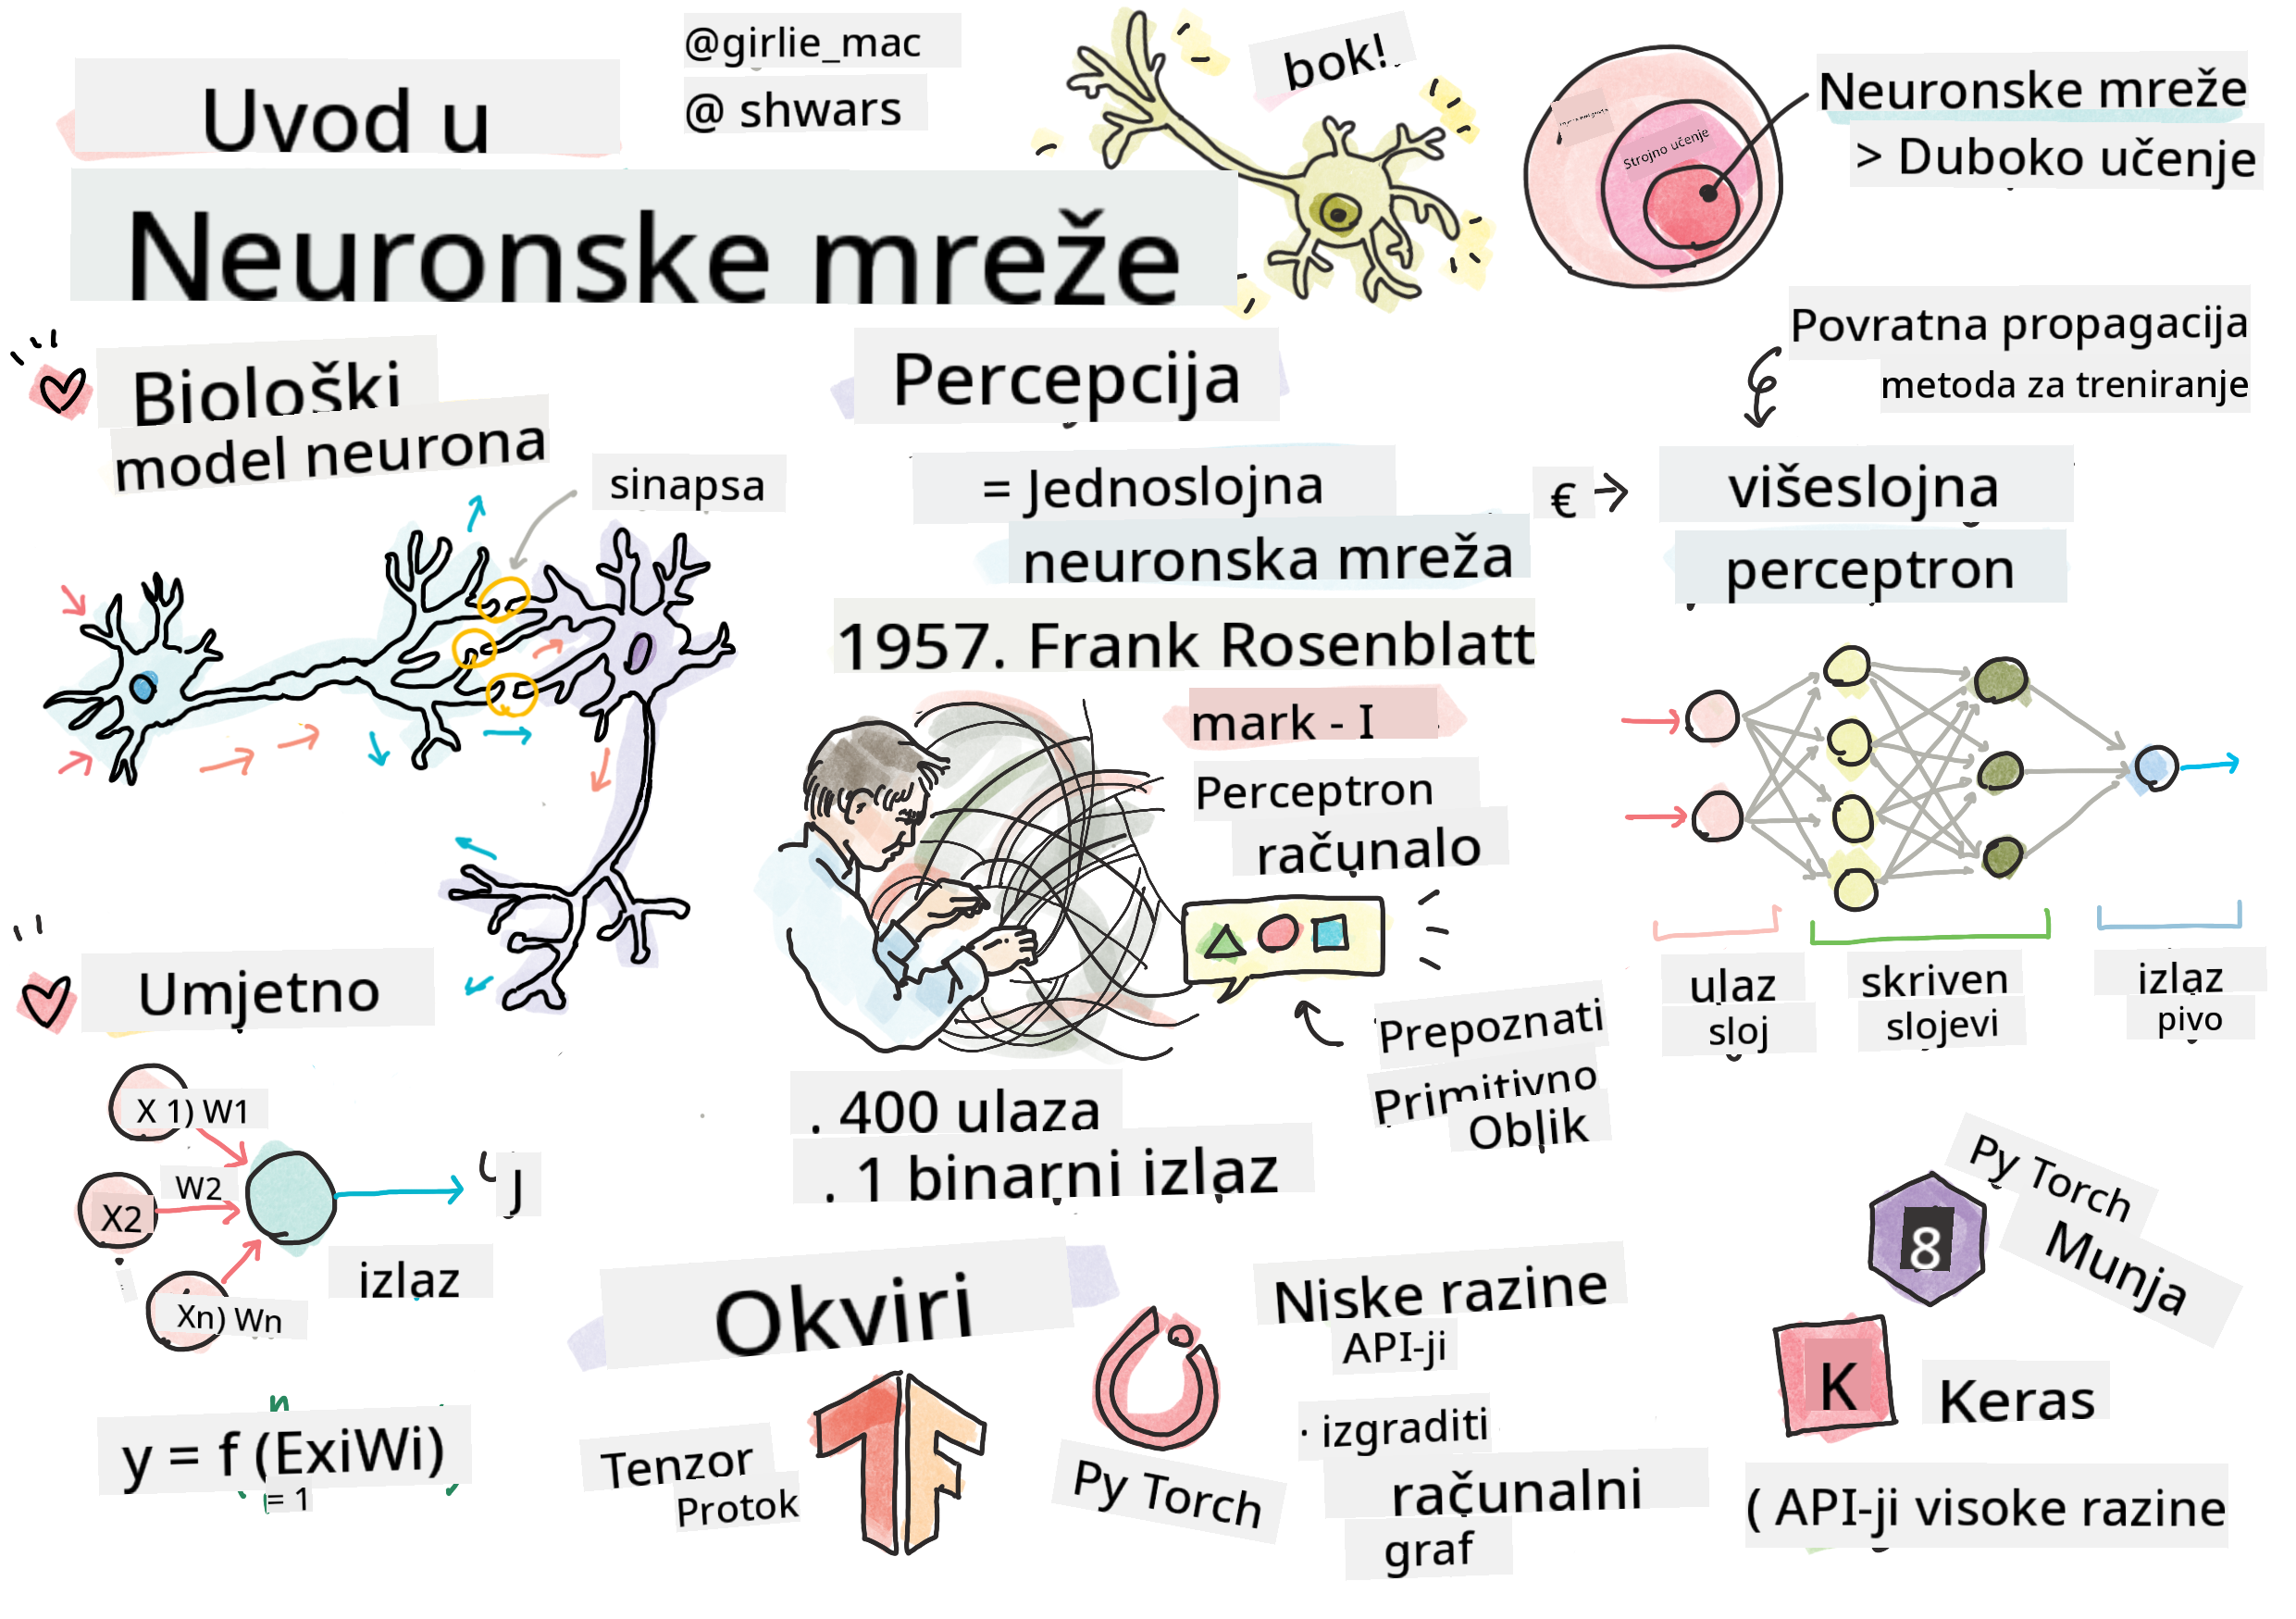 Uvod u
Neuronske mreže
@girlie_mac
@ shwars
bok!
Strojno učenje
Neuronske mreže
> Duboko učenje
Povratna propagacija
metoda za treniranje
Biološki
model neurona
sinapsa
Percepcija
= Jednoslojna
neuronska mreža
€
višeslojna
perceptron
1957. Frank Rosenblatt
mark - I
Perceptron
računalo
Prepoznati
Primitivno
Oblik
. 400 ulaza
. 1 binarni izlaz
ulaz
sloj
skriven
slojevi
izlaz
pivo
Umjetno
X 1) W1
W2
X2
Xn) Wn
J
izlaz
n
y = f (ExiWi)
= 1
Okviri
Tenzor
Protok
Py Torch
Niske razine
API-ji
· izgraditi
računalni
graf
Py Torch
Munja
8
K
Keras
( API-ji visoke razine